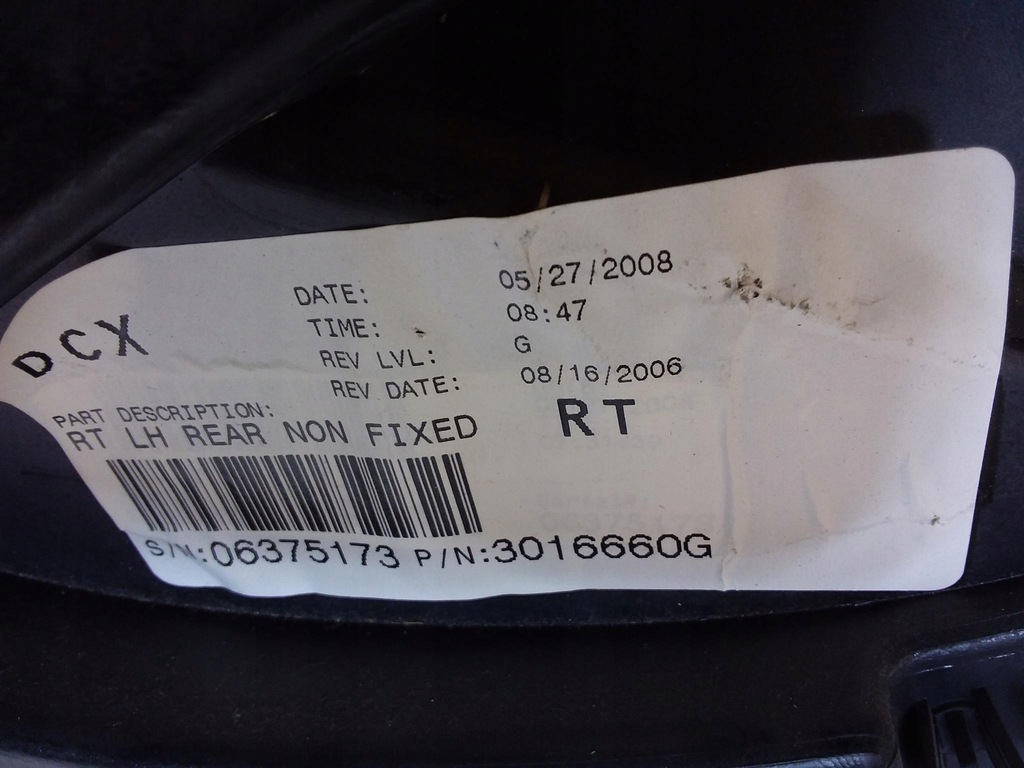 DCX
DATE: 05/27/2008
TIME: 08:47
REV LVL: G
REV DATE: 08/16/2006
PART DESCRIPTION:
RT LH REAR NON FIXED
RT
S/N:06375173 P/N:3016660G